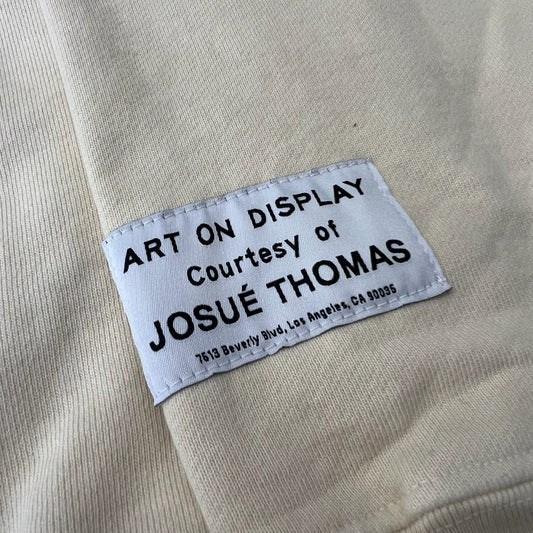 ART ON DISPLAY
Courtesy of
JOSUÉ THOMAS
7613 Beverly Blvd, Los Angeles, CA 90036